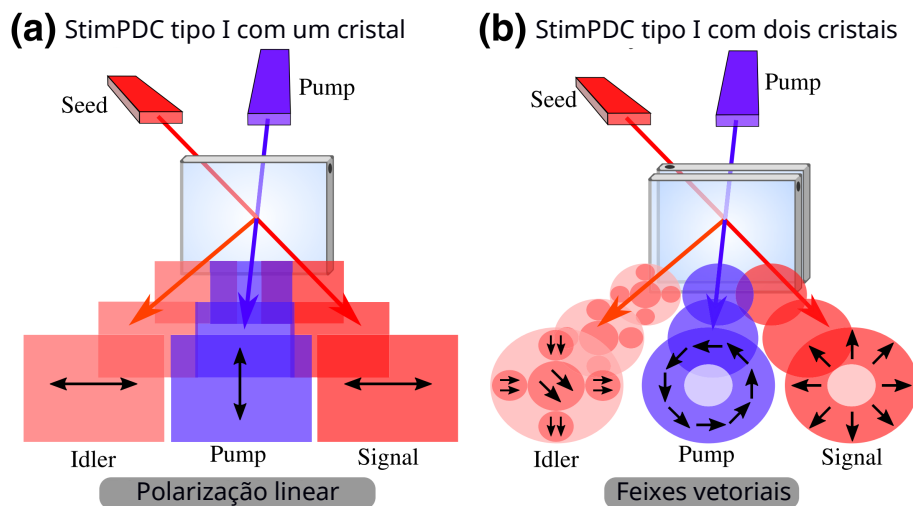 (a) StimPDC tipo I com um cristal
Seed
Pump
Idler
Pump
Signal
Polarização linear
(b) StimPDC tipo I com dois cristais
Seed
Pump
Idler
Pump
Signal
Feixes vetoriais